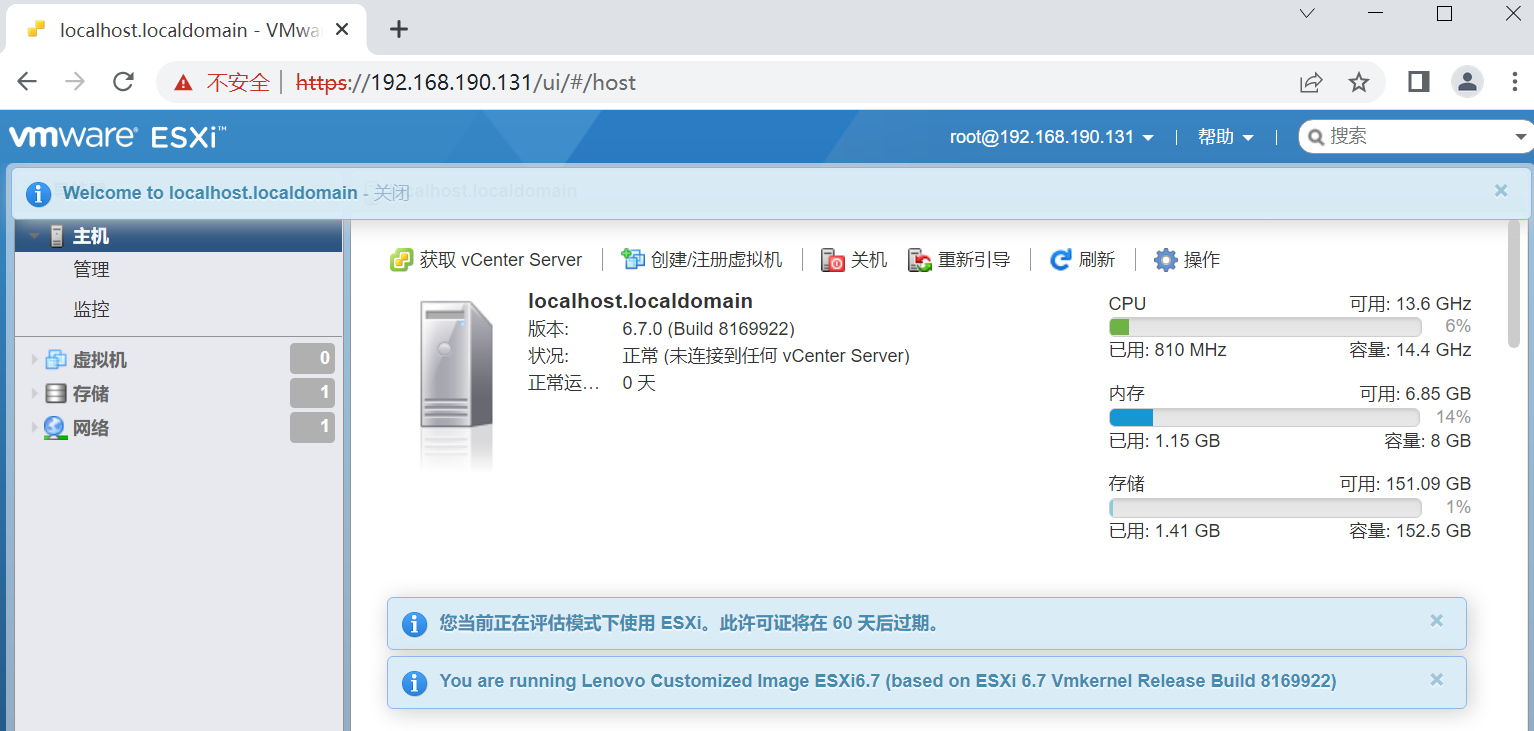 localhost.localdomain - VMwa
不安全 https://192.168.190.131/ui/#/host
vmware® ESXi™
root@192.168.190.131 帮助 搜索
Welcome to localhost.localdomain - 关闭
主机
管理
监控
虚拟机 0
存储 1
网络 1
获取 vCenter Server 创建/注册虚拟机 关机 重新引导 刷新 操作
localhost.localdomain
版本: 6.7.0 (Build 8169922)
状况: 正常 (未连接到任何 vCenter Server)
正常运... 0 天
CPU 可用: 13.6 GHz
6%
已用: 810 MHz 容量: 14.4 GHz
内存 可用: 6.85 GB
14%
已用: 1.15 GB 容量: 8 GB
存储 可用: 151.09 GB
1%
已用: 1.41 GB 容量: 152.5 GB
您当前正在评估模式下使用 ESXi。此许可证将在 60 天后过期。
You are running Lenovo Customized Image ESXi6.7 (based on ESXi 6.7 Vmkernel Release Build 8169922)